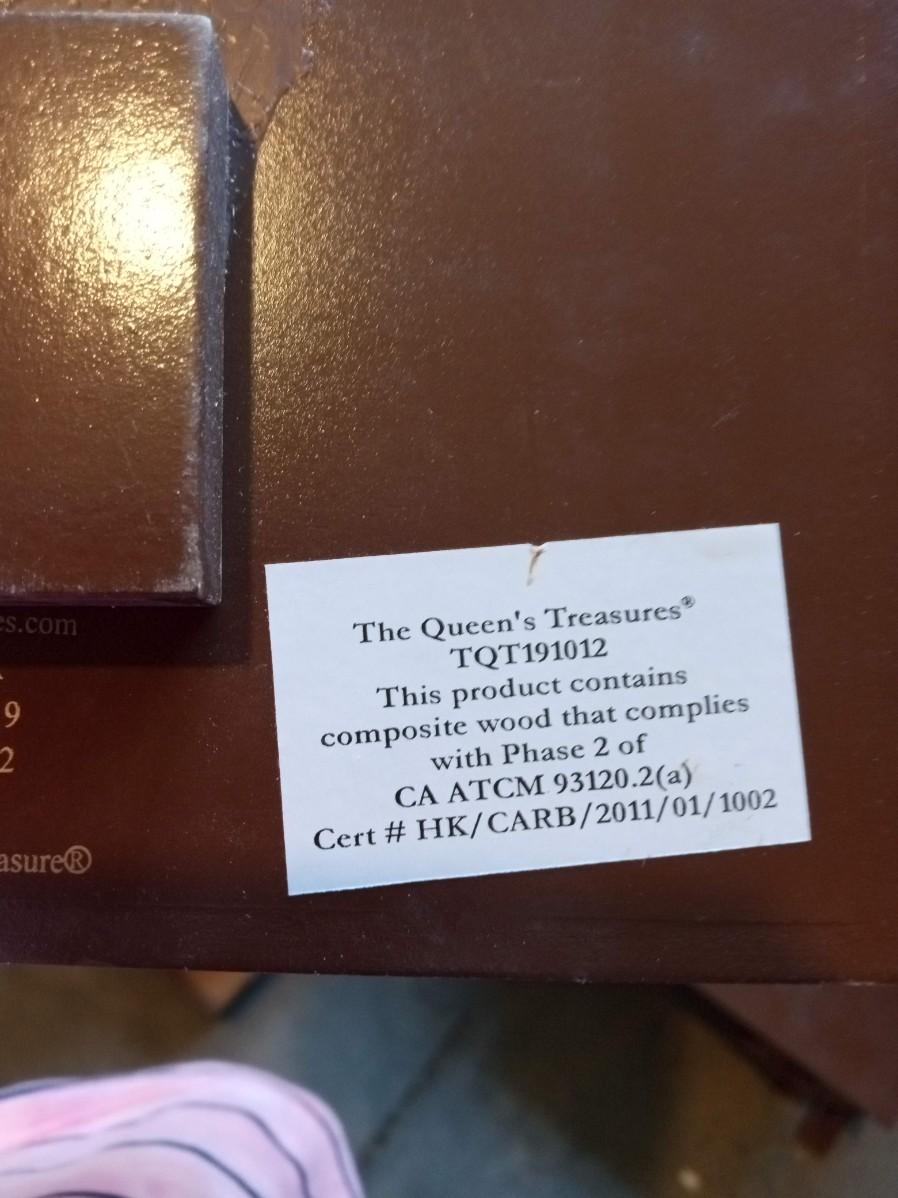 es.com
9
2
asure®
The Queen's Treasures®
TQT191012
This product contains
composite wood that complies
with Phase 2 of
CA ATCM 93120.2(a)
Cert # HK/CARB/2011/01/1002